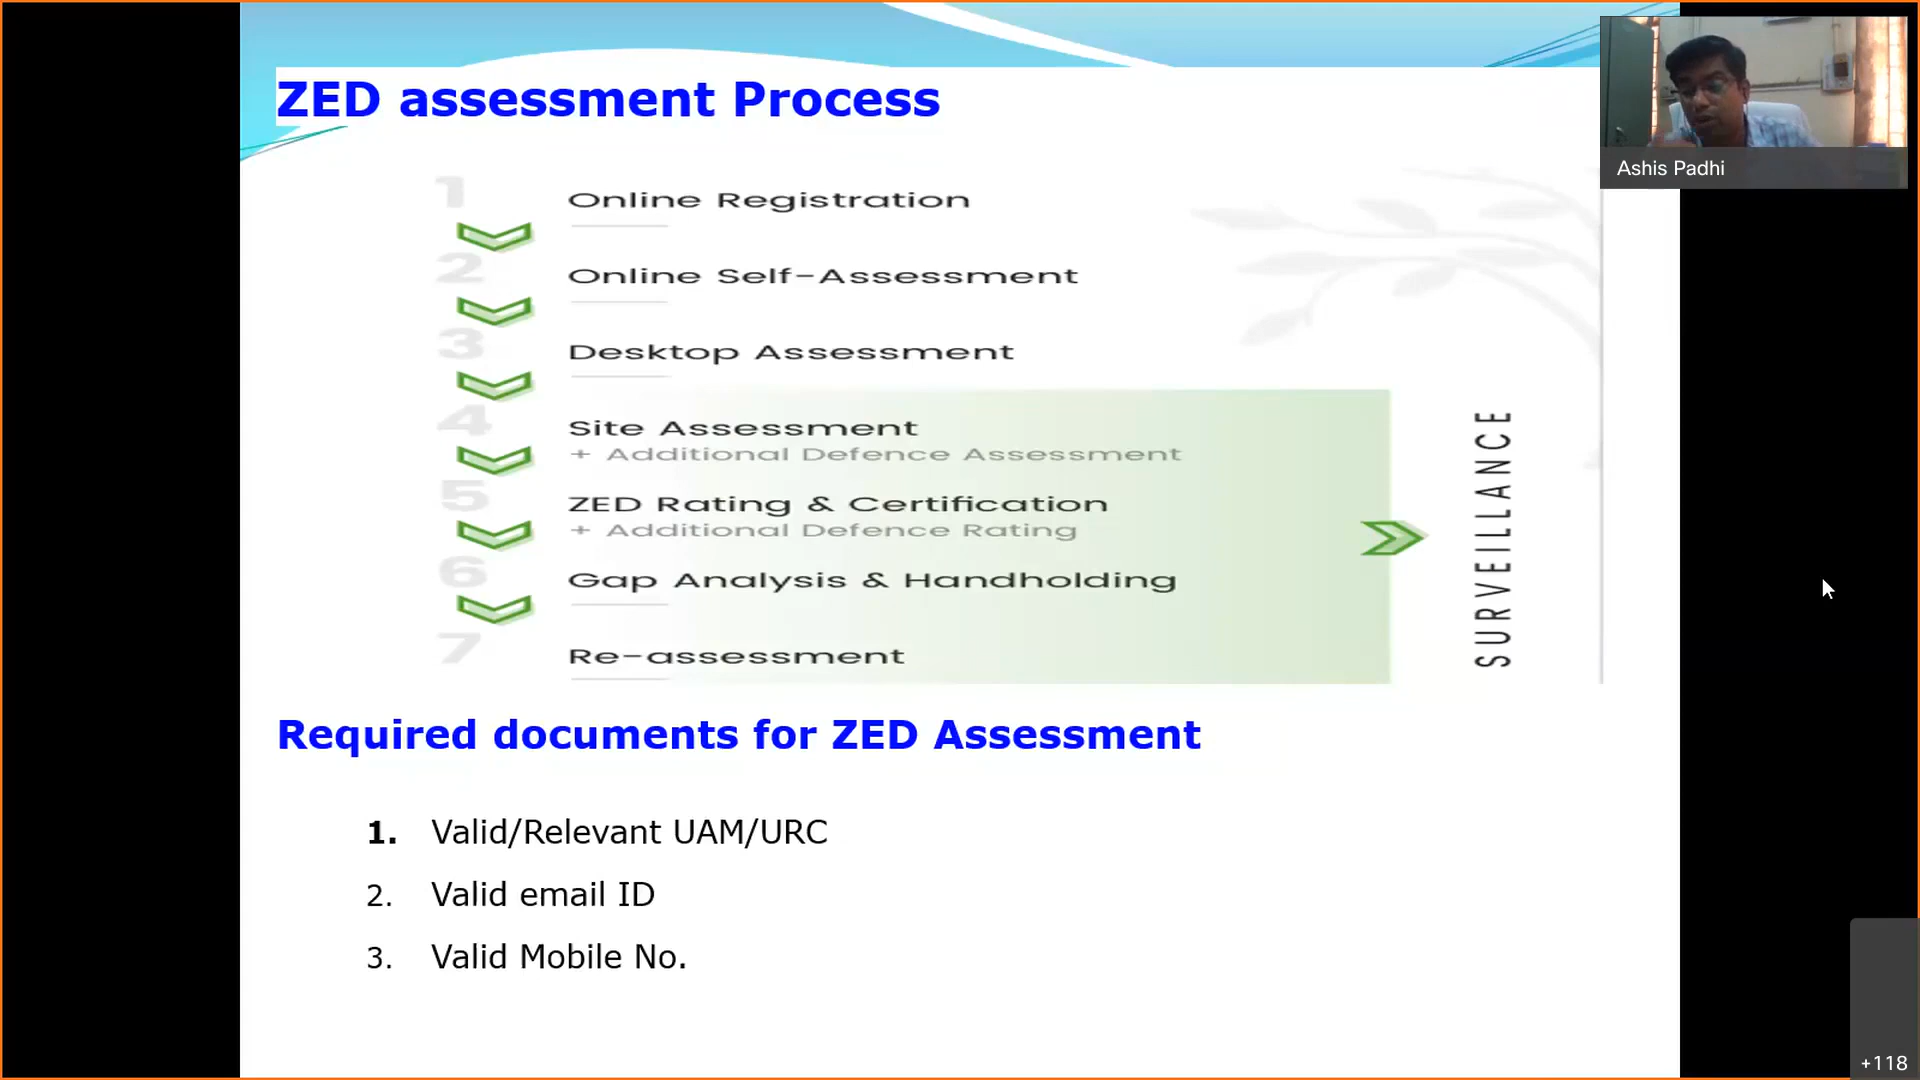 ZED assessment Process
Ashis Padhi
1 Online Registration
2 Online Self-Assessment
3 Desktop Assessment
4 Site Assessment
+ Additional Defence Assessment
5 ZED Rating & Certification
+ Additional Defence Rating
6 Gap Analysis & Handholding
7 Re-assessment
SURVEILLANCE
Required documents for ZED Assessment
1. Valid/Relevant UAM/URC
2. Valid email ID
3. Valid Mobile No.
+118